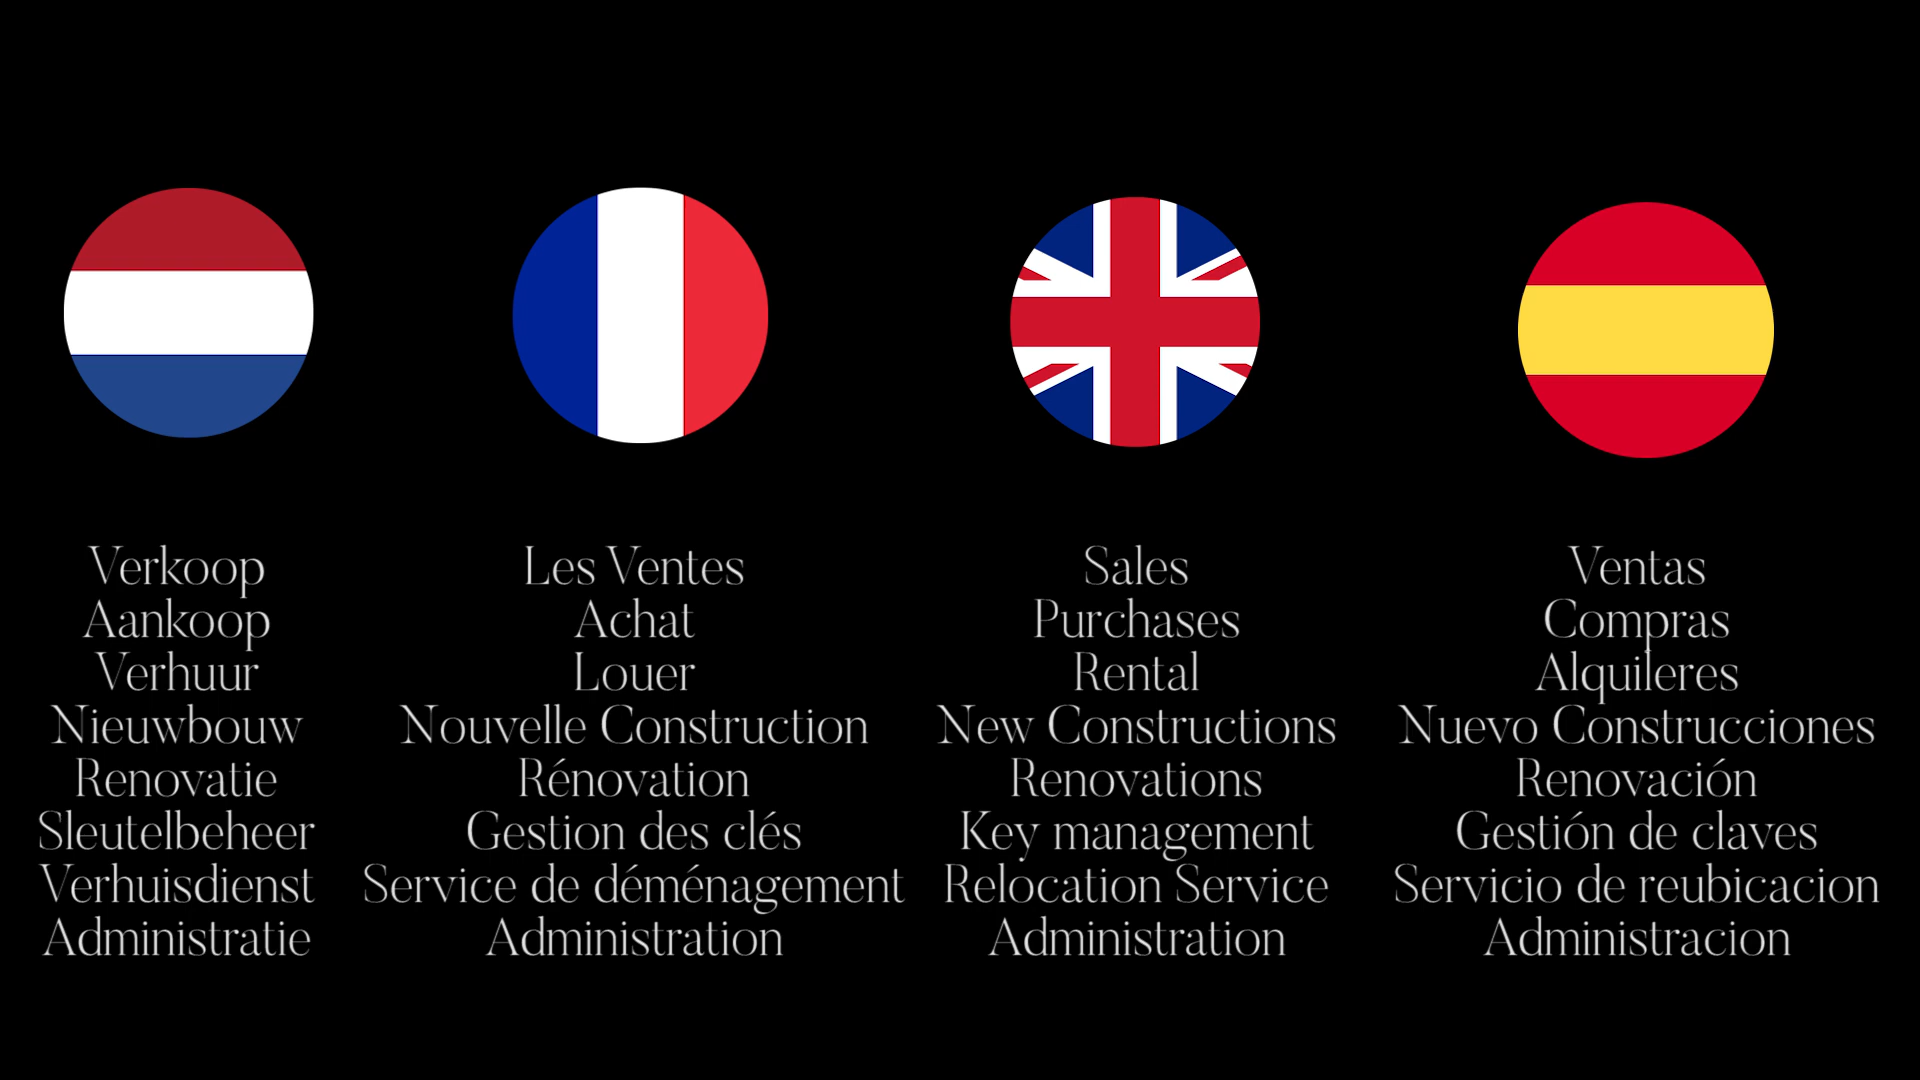 Verkoop
Aankoop
Verhuur
Nieuwbouw
Renovatie
Sleutelbeheer
Verhuisdienst
Administratie
Les Ventes
Achat
Louer
Nouvelle Construction
Rénovation
Gestion des clés
Service de déménagement
Administration
Sales
Purchases
Rental
New Constructions
Renovations
Key management
Relocation Service
Administration
Ventas
Compras
Alquileres
Nuevo Construcciones
Renovación
Gestión de claves
Servicio de reubicacion
Administracion